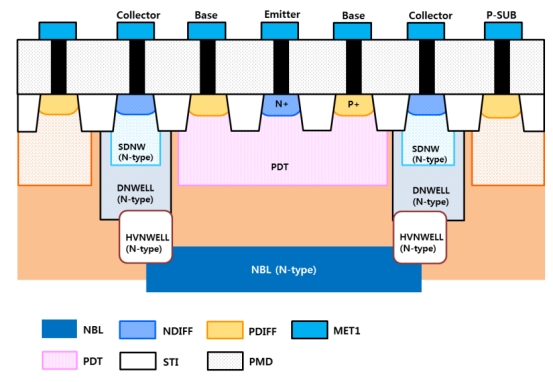 Collector Base Emitter Base Collector P-SUB
N+ P+
SDNW
(N-type)
SDNW
(N-type)
PDT
DNWELL
(N-type)
DNWELL
(N-type)
HVNWELL
(N-type)
HVNWELL
(N-type)
NBL (N-type)
NBL NDIFF PDIFF MET1
PDT STI PMD